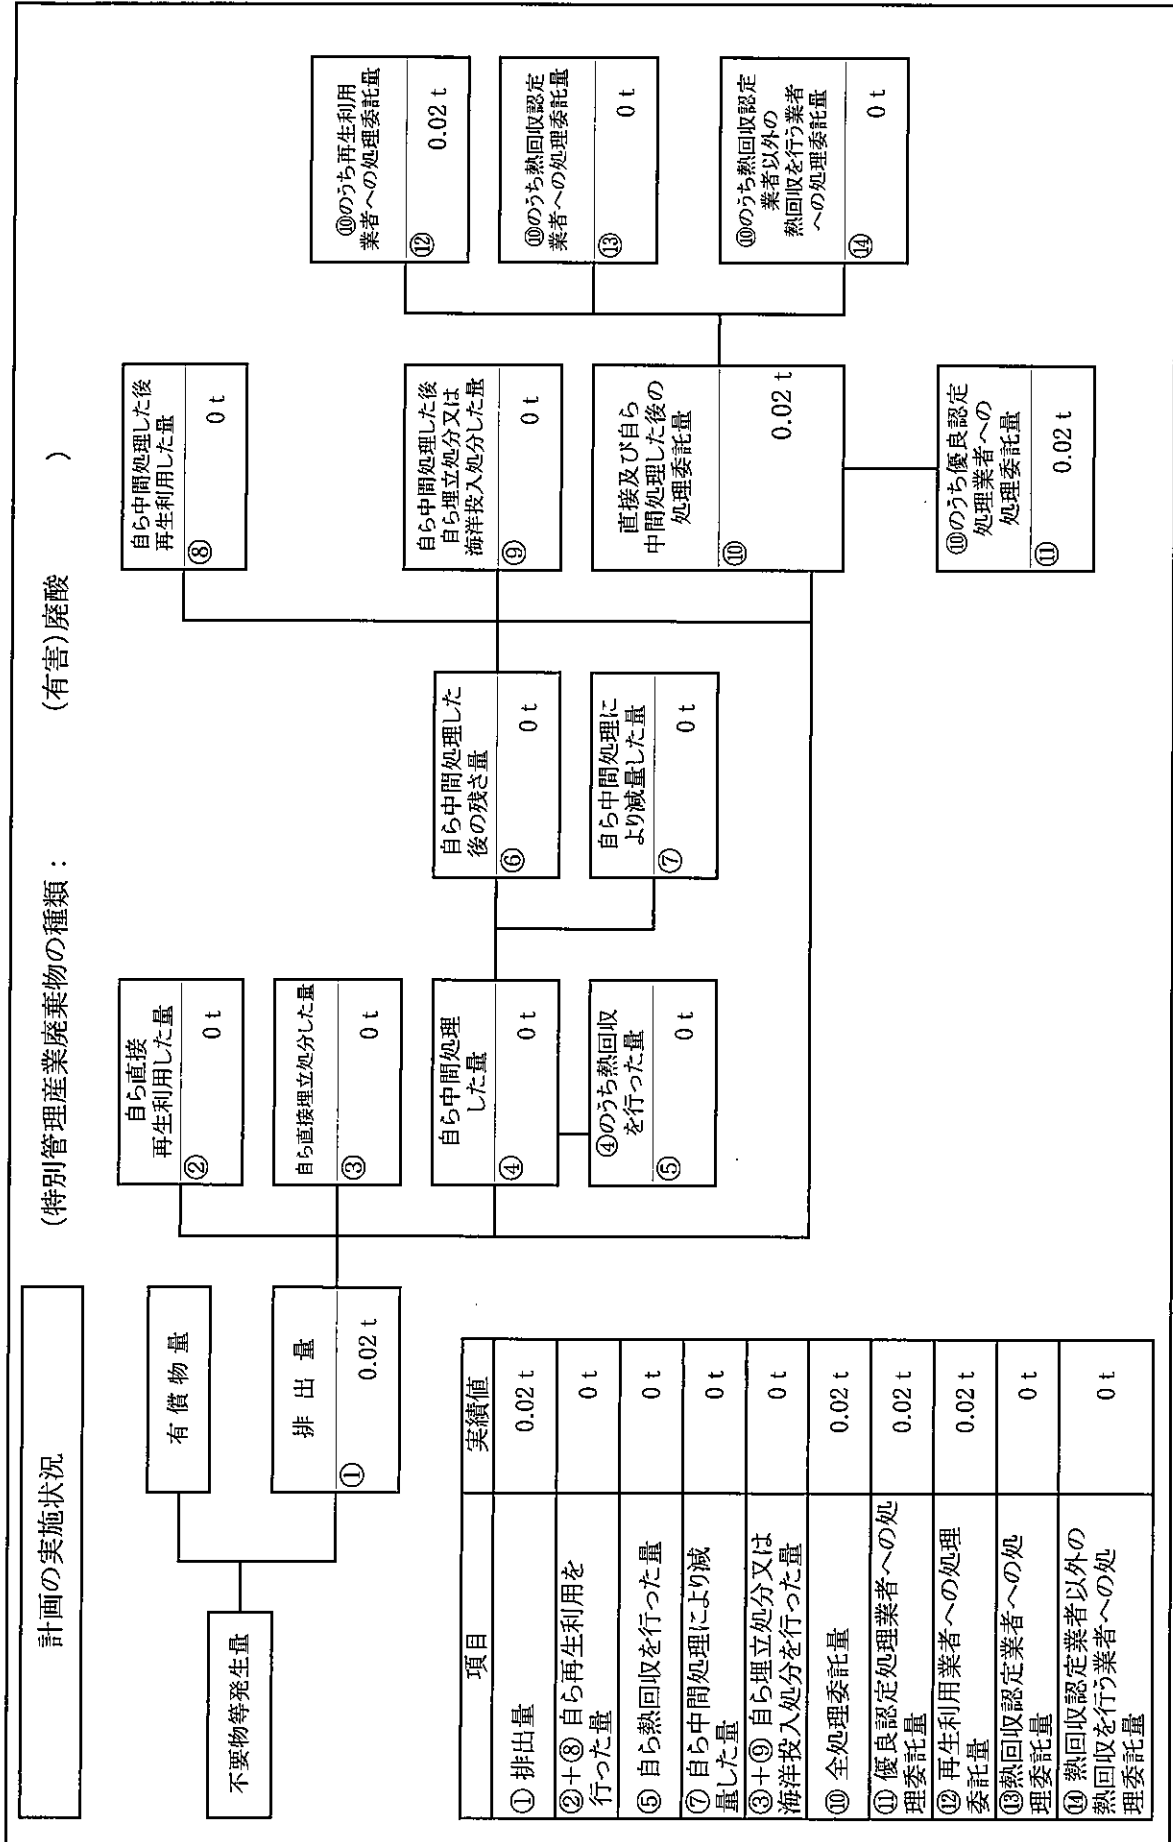 計画の実施状況
(特別管理産業廃棄物の種類： (有害)廃酸 )
不要物等発生量
有 償 物 量
排 出 量
① 0.02 t
自ら直接
再生利用した量
② 0 t
自ら直接埋立処分した量
③ 0 t
自ら中間処理
した量
④ 0 t
④のうち熱回収
を行った量
⑤ 0 t
自ら中間処理した
後の残さ量
⑥ 0 t
自ら中間処理に
より減量した量
⑦ 0 t
自ら中間処理した後
再生利用した量
⑧ 0 t
自ら中間処理した後
自ら埋立処分又は
海洋投入処分した量
⑨ 0 t
直接及び自ら
中間処理した後の
処理委託量
⑩ 0.02 t
⑩のうち優良認定
処理業者への
処理委託量
⑪ 0.02 t
⑩のうち再生利用
業者への処理委託量
⑫ 0.02 t
⑩のうち熱回収認定
業者への処理委託量
⑬ 0 t
⑩のうち熱回収認定
業者以外の
熱回収を行う業者
への処理委託量
⑭ 0 t
項目 実績値
① 排出量 0.02 t
②+⑧ 自ら再生利用を
行った量 0 t
⑤ 自ら熱回収を行った量 0 t
⑦ 自ら中間処理により減
量した量 0 t
③+⑨ 自ら埋立処分又は
海洋投入処分を行った量 0 t
⑩ 全処理委託量 0.02 t
⑪ 優良認定処理業者への処
理委託量 0.02 t
⑫ 再生利用業者への処理
委託量 0.02 t
⑬熱回収認定業者への処
理委託量 0 t
⑭ 熱回収認定業者以外の
熱回収を行う業者への処
理委託量 0 t